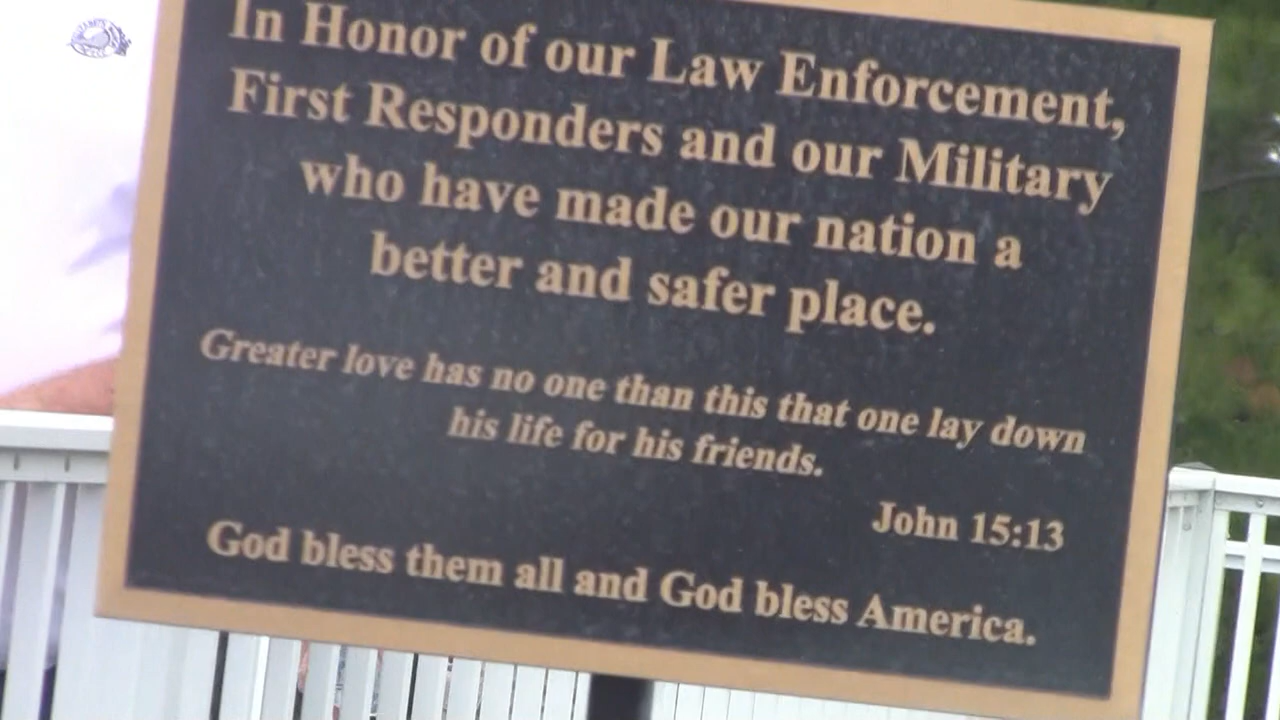 In Honor of our Law Enforcement,
First Responders and our Military
who have made our nation a
better and safer place.
Greater love has no one than this that one lay down
his life for his friends.
John 15:13
God bless them all and God bless America.